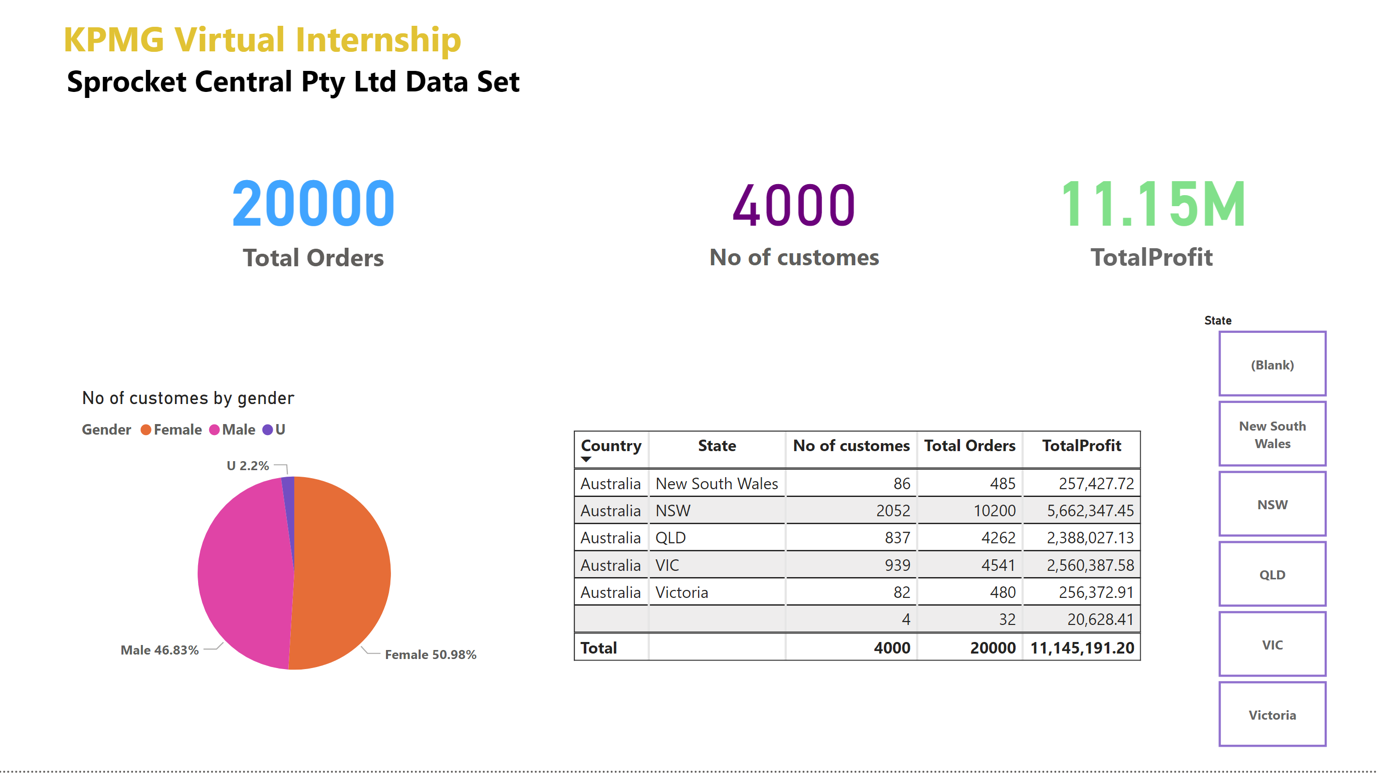 KPMG Virtual Internship
Sprocket Central Pty Ltd Data Set
20000
Total Orders
4000
No of customes
11.15M
TotalProfit
State
(Blank)
New South
Wales
NSW
QLD
VIC
Victoria
No of customes by gender
Gender Female Male U
U 2.2%
Male 46.83%
Female 50.98%
Country State No of customes Total Orders TotalProfit
Australia New South Wales 86 485 257,427.72
Australia NSW 2052 10200 5,662,347.45
Australia QLD 837 4262 2,388,027.13
Australia VIC 939 4541 2,560,387.58
Australia Victoria 82 480 256,372.91
4 32 20,628.41
Total 4000 20000 11,145,191.20